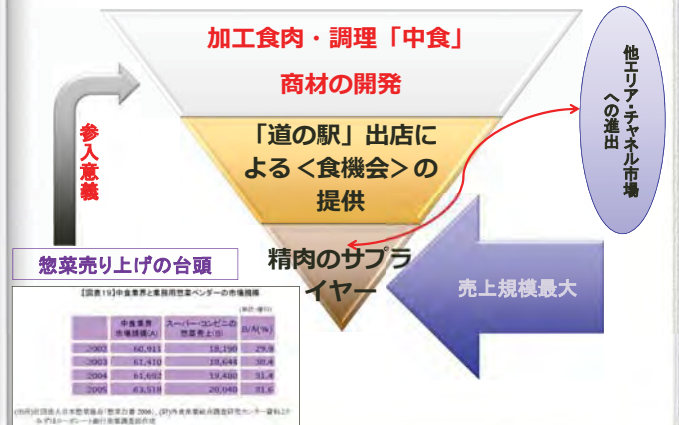 加工食肉・調理「中食」
商材の開発
「道の駅」出店に
よる＜食機会＞の
提供
精肉のサプラ
イヤー
他エリア・チャネル市場
への進出
参入意義
売上規模最大
惣菜売り上げの台頭
【図表19】中食業界と業務用惣菜ベンダーの市場規模
中食業界 スーパー・コンビニの B/A(%)
市場規模(A) 惣菜売上(B)
2002 60,911 18,190 29.9
2003 61,410 18,644 30.4
2004 61,692 19,400 31.4
2005 63,518 20,040 31.6